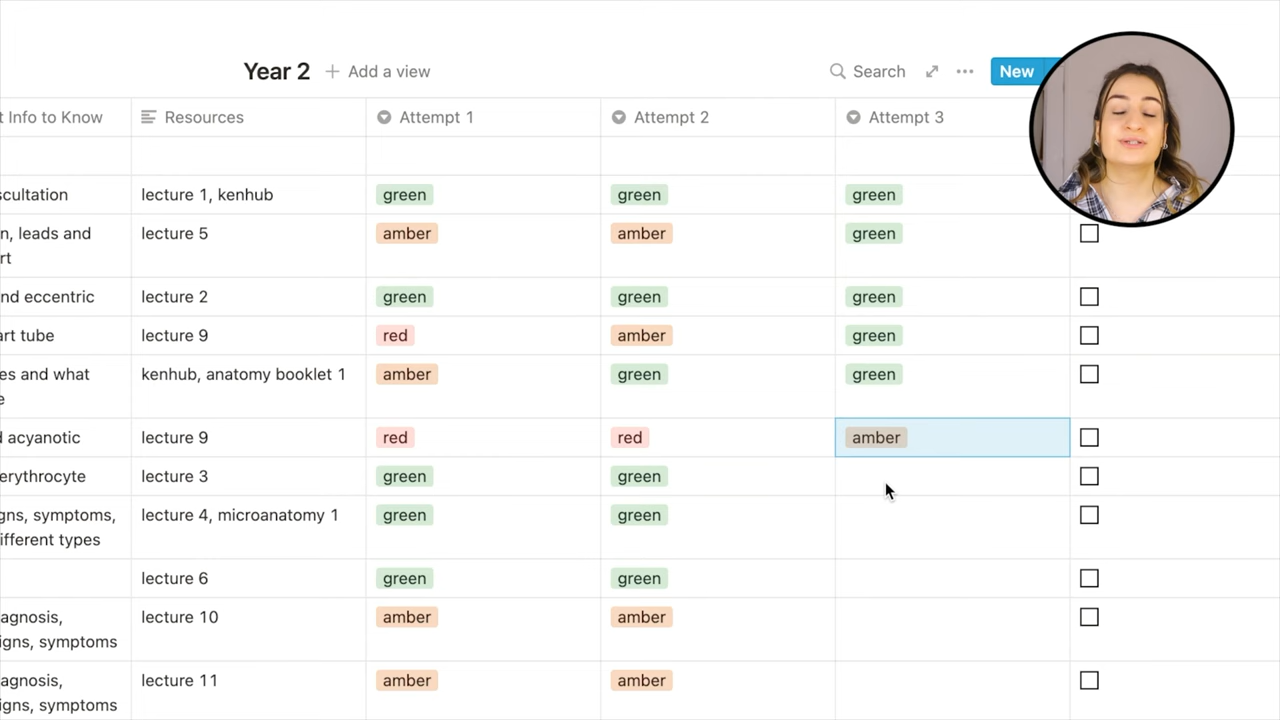 Year 2 Add a view Search New
t Info to Know Resources Attempt 1 Attempt 2 Attempt 3
scultation lecture 1, kenhub green green green
n, leads and lecture 5 amber amber green
rt
nd eccentric lecture 2 green green green
art tube lecture 9 red amber green
es and what kenhub, anatomy booklet 1 amber green green
e
d acyanotic lecture 9 red red amber
erythrocyte lecture 3 green green
gns, symptoms, lecture 4, microanatomy 1 green green
ifferent types
lecture 6 green green
agnosis, lecture 10 amber amber
igns, symptoms
agnosis, lecture 11 amber amber
igns, symptoms